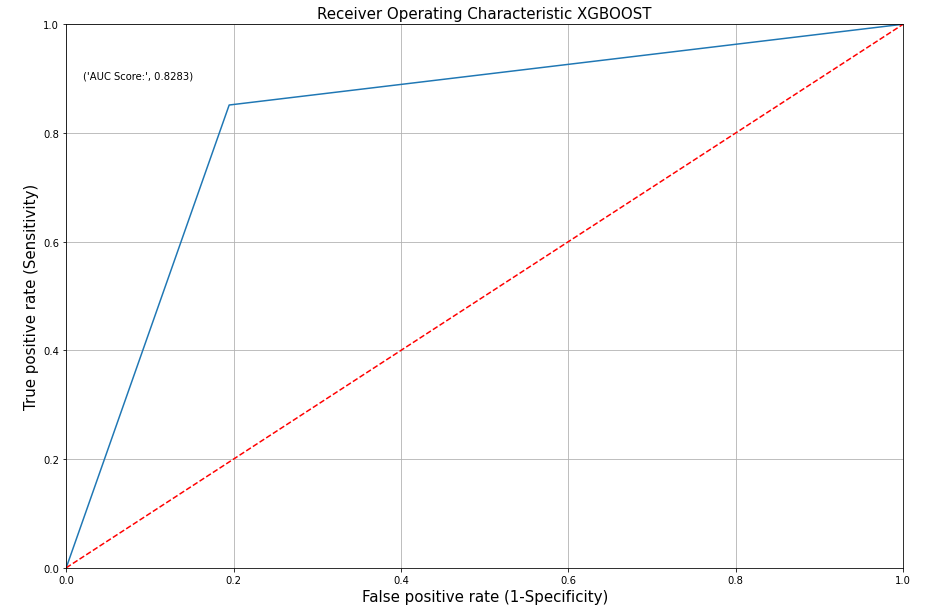 Receiver Operating Characteristic XGBOOST
1.0
('AUC Score:', 0.8283)
0.8
0.6
True positive rate (Sensitivity)
0.4
0.2
0.0
0.0 0.2 0.4 0.6 0.8 1.0
False positive rate (1-Specificity)